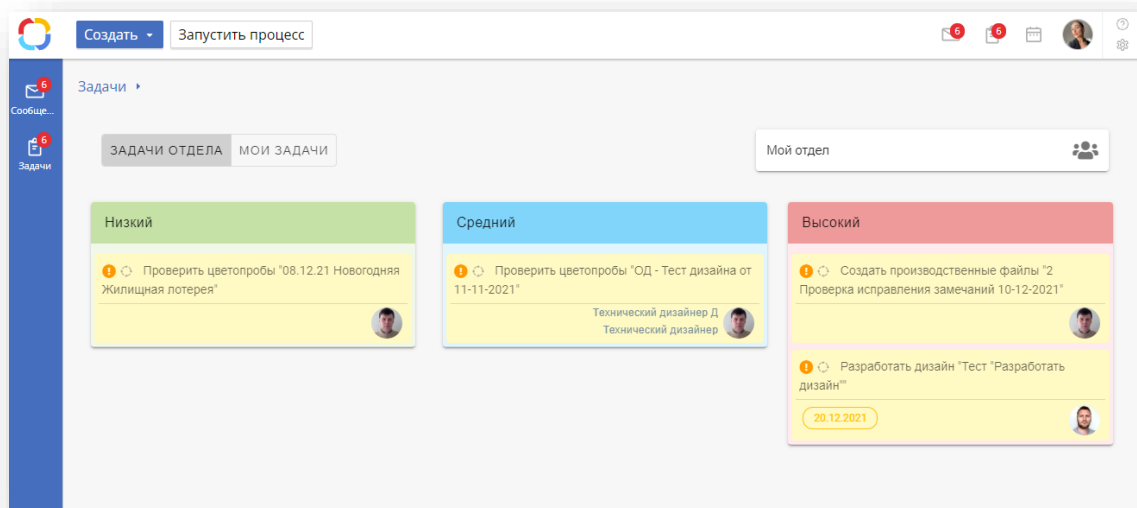 Создать
Запустить процесс
6
6
6
Сообще...
Задачи
6
Задачи
ЗАДАЧИ ОТДЕЛА
МОИ ЗАДАЧИ
Мой отдел
Низкий
Проверить цветопробы "08.12.21 Новогодняя
Жилищная лотерея"
Средний
Проверить цветопробы "ОД - Тест дизайна от
11-11-2021"
Технический дизайнер Д
Технический дизайнер
Высокий
Создать производственные файлы "2
Проверка исправления замечаний 10-12-2021"
Разработать дизайн "Тест "Разработать
дизайн""
20.12.2021